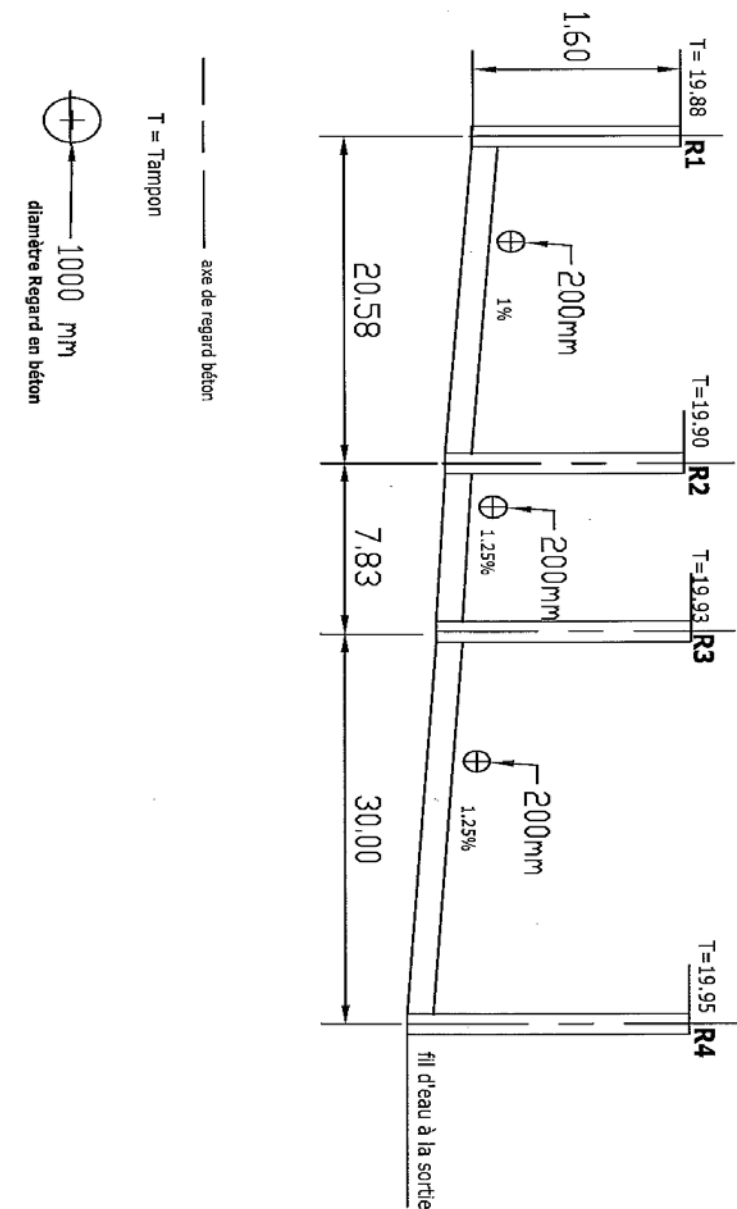 T= 19.88
R1
1.60
200mm
1%
20.58
T=19.90
R2
200mm
1.25%
7.83
T=19.93
R3
200mm
1.25%
30.00
T=19.95
R4
fil d'eau à la sortie
axe de regard béton
T = Tampon
1000 mm
diamètre Regard en béton